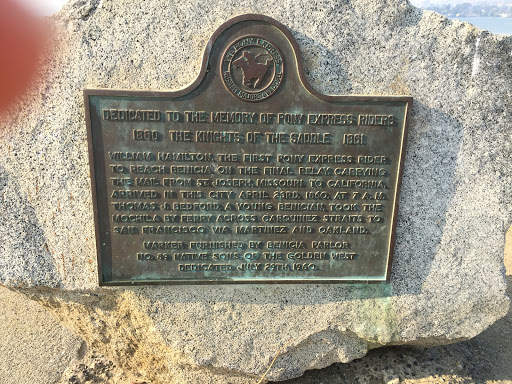 DEDICATED TO THE MEMORY OF PONY EXPRESS RIDERS
1860 THE KNIGHTS OF THE SADDLE 1861
WILLIAM HAMILTON, THE FIRST PONY EXPRESS RIDER
TO REACH BENICIA ON THE FINAL RELAY CARRYING
THE MAIL FROM ST. JOSEPH, MISSOURI TO CALIFORNIA,
ARRIVED IN THIS CITY APRIL 23RD, 1860, AT 7 A.M.
THOMAS J. BEDFORD, A YOUNG BENICIAN, TOOK THE
MOCHILA BY FERRY ACROSS CARQUINEZ STRAITS TO
SAN FRANCISCO VIA MARTINEZ AND OAKLAND.
MARKER FURNISHED BY BENICIA PARLOR
NO. 89 NATIVE SONS OF THE GOLDEN WEST
DEDICATED JULY 29TH, 1940.